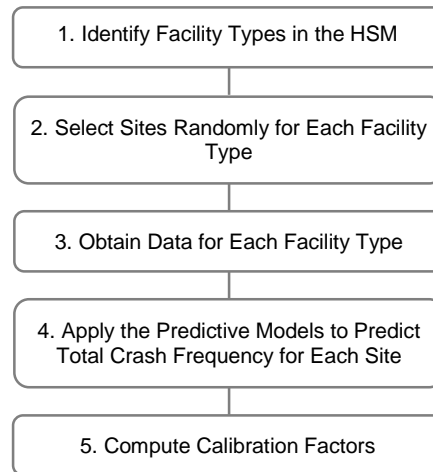 1. Identify Facility Types in the HSM
2. Select Sites Randomly for Each Facility
Type
3. Obtain Data for Each Facility Type
4. Apply the Predictive Models to Predict
Total Crash Frequency for Each Site
5. Compute Calibration Factors